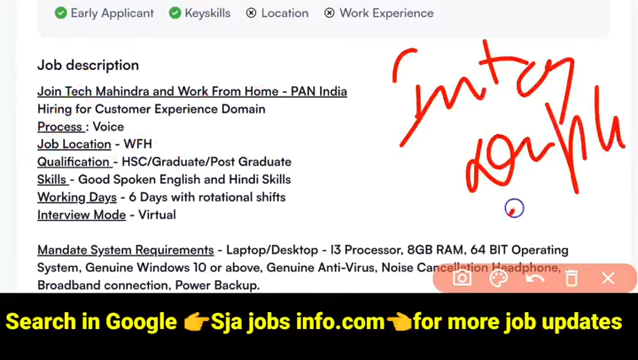 Early Applicant Keyskills Location Work Experience
Job description
Join Tech Mahindra and Work From Home - PAN India
Hiring for Customer Experience Domain
Process : Voice
Job Location - WFH
Qualification - HSC/Graduate/Post Graduate
Skills - Good Spoken English and Hindi Skills
Working Days - 6 Days with rotational shifts
Interview Mode - Virtual
Mandate System Requirements - Laptop/Desktop - I3 Processor, 8GB RAM, 64 BIT Operating
System, Genuine Windows 10 or above, Genuine Anti-Virus, Noise Cancellation Headphone,
Broadband connection, Power Backup.
Search in Google 👉Sja jobs info.com👈for more job updates